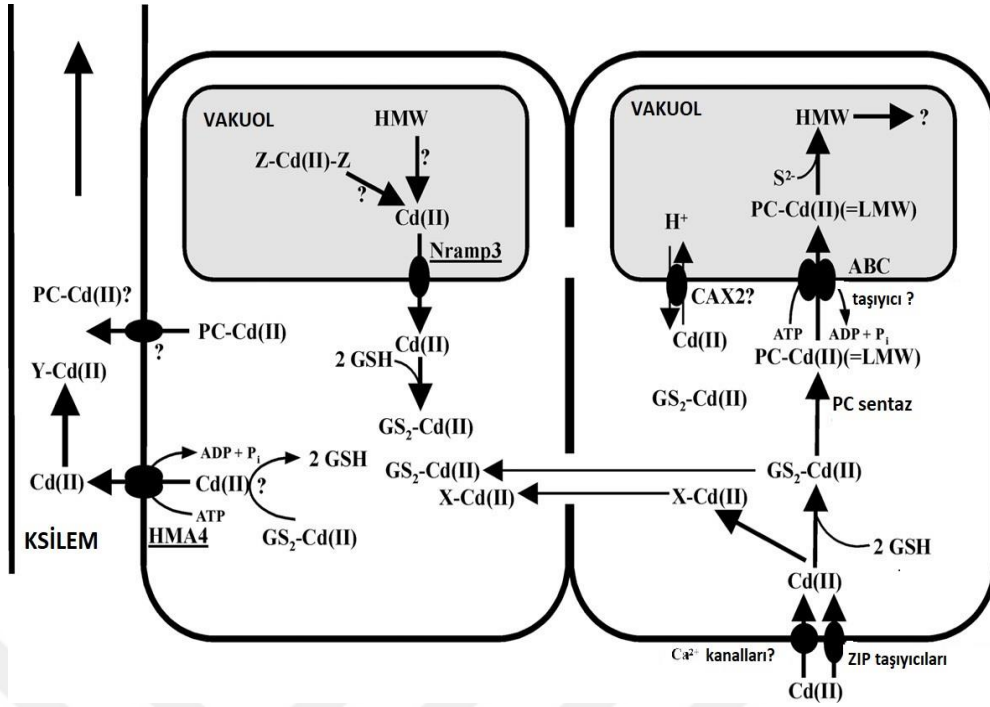 VAKUOL
HMW
?
Z-Cd(II)-Z
?
Cd(II)
Nramp3
Cd(II)
2 GSH
GS₂-Cd(II)
PC-Cd(II)?
PC-Cd(II)
?
Y-Cd(II)
Cd(II)
ADP + Pᵢ
2 GSH
Cd(II)
?
ATP
KSİLEM
HMA4
GS₂-Cd(II)
GS₂-Cd(II)
X-Cd(II)
VAKUOL
HMW
?
S²⁻
PC-Cd(II)(=LMW)
H⁺
CAX2?
Cd(II)
ABC
taşıyıcı ?
ATP
ADP + Pᵢ
PC-Cd(II)(=LMW)
GS₂-Cd(II)
PC sentaz
GS₂-Cd(II)
X-Cd(II)
2 GSH
Cd(II)
Ca²⁺ kanalları?
ZIP taşıyıcıları
Cd(II)